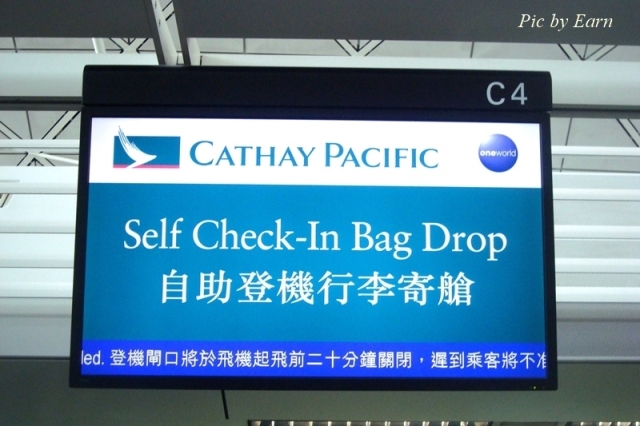 Pic by Earn
C4
CATHAY PACIFIC
oneworld
Self Check-In Bag Drop
自助登機行李寄艙
led. 登機閘口將於飛機起飛前二十分鐘關閉，遲到乘客將不准